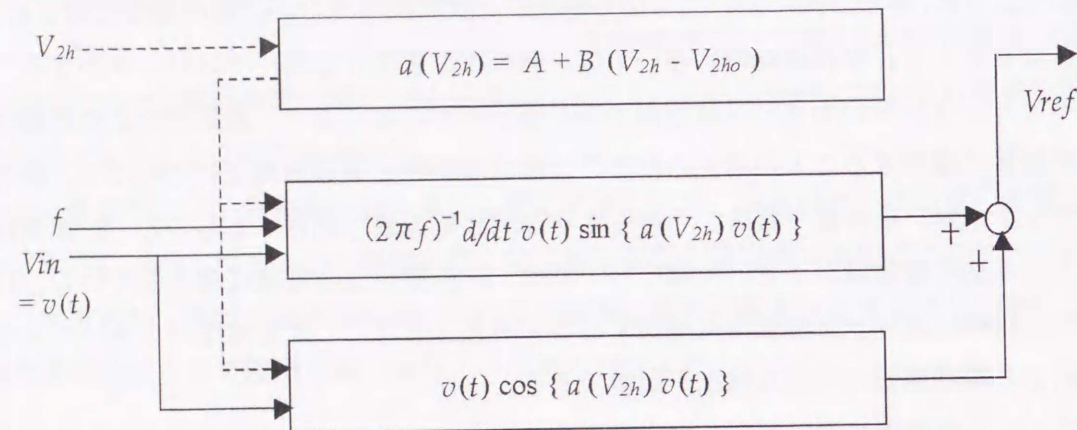 V2h
a(V2h) = A + B (V2h - V2ho)
Vref
f
(2πf)⁻¹ d/dt v(t) sin { a(V2h) v(t) }
+
Vin
+
= v(t)
v(t) cos { a(V2h) v(t) }